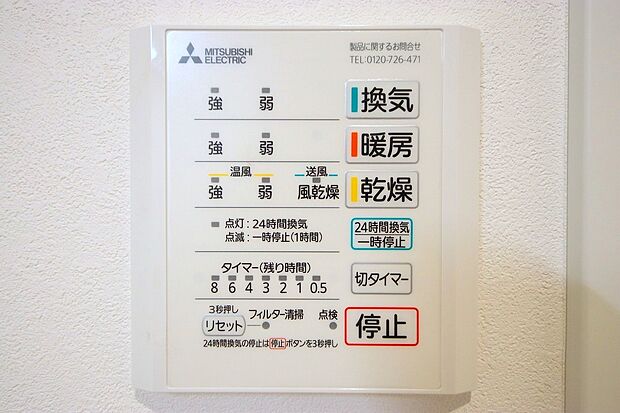 MITSUBISHI
ELECTRIC
製品に関するお問合せ
TEL:0120-726-471
強 弱 換気
強 弱 暖房
温風 送風
強 弱 風乾燥 乾燥
点灯:24時間換気
点滅:一時停止(1時間)
24時間換気
一時停止
タイマー(残り時間)
8 6 4 3 2 1 0.5
切タイマー
3秒押し
リセット フィルター清掃 点検
停止
24時間換気の停止は停止ボタンを3秒押し